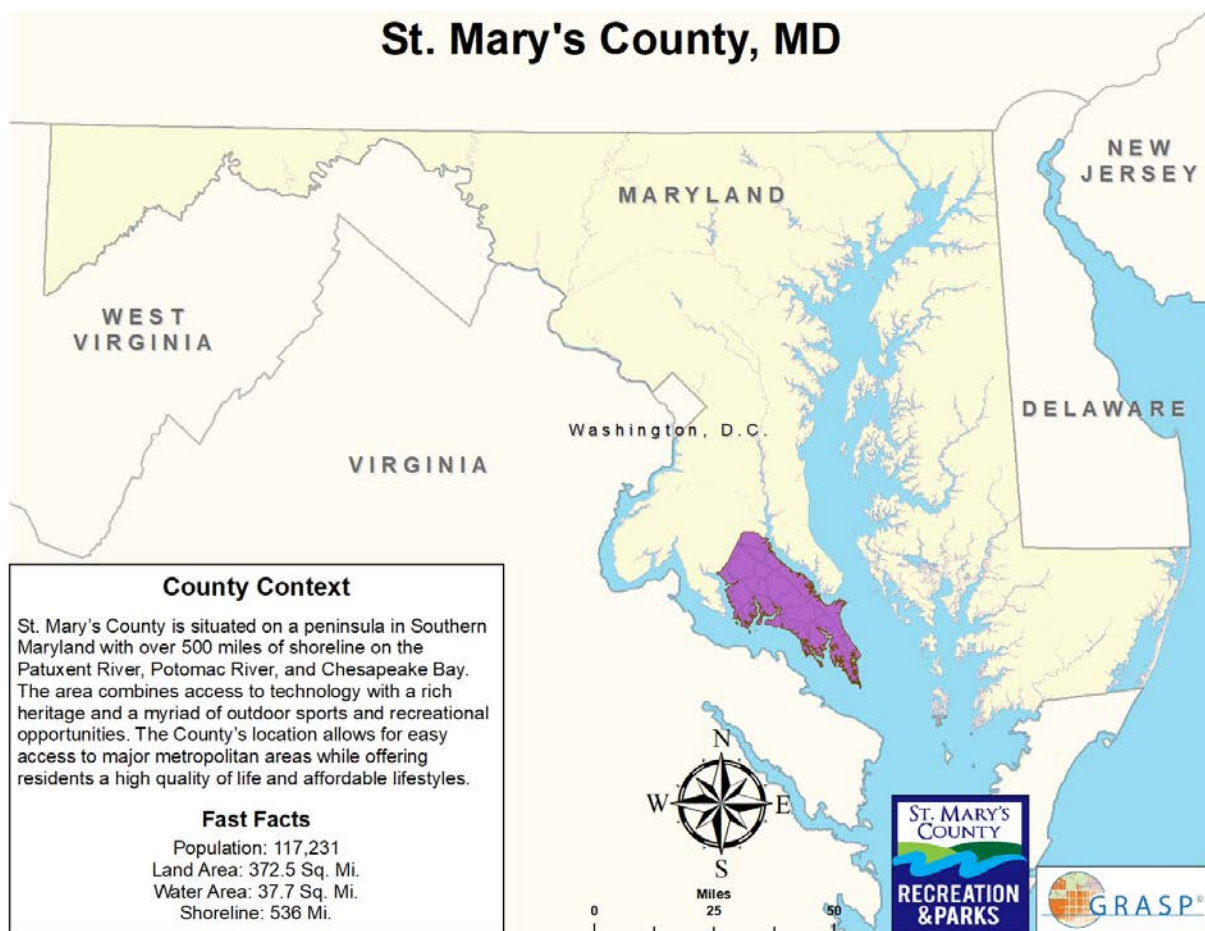 St. Mary's County, MD
NEW
JERSEY
MARYLAND
WEST
VIRGINIA
DELAWARE
Washington, D.C.
VIRGINIA
County Context
St. Mary's County is situated on a peninsula in Southern
Maryland with over 500 miles of shoreline on the
Patuxent River, Potomac River, and Chesapeake Bay.
The area combines access to technology with a rich
heritage and a myriad of outdoor sports and recreational
opportunities. The County's location allows for easy
access to major metropolitan areas while offering
residents a high quality of life and affordable lifestyles.
Fast Facts
Population: 117,231
Land Area: 372.5 Sq. Mi.
Water Area: 37.7 Sq. Mi.
Shoreline: 536 Mi.
N
W E
S
Miles
0 25 50
ST. MARY'S
COUNTY
RECREATION
&PARKS
GRASP®